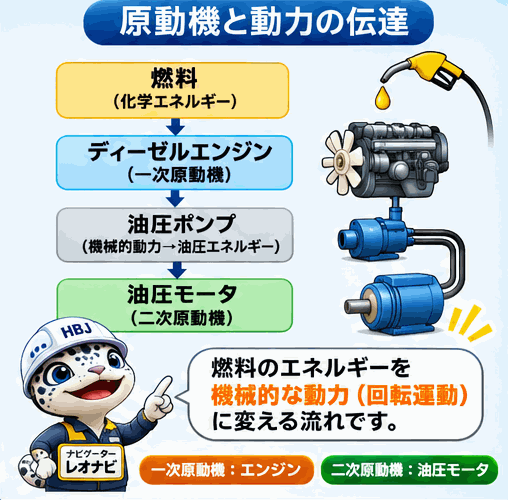 原動機と動力の伝達
燃料
(化学エネルギー)
ディーゼルエンジン
(一次原動機)
油圧ポンプ
(機械的動力→油圧エネルギー)
油圧モータ
(二次原動機)
HBJ
燃料のエネルギーを
機械的な動力(回転運動)
に変える流れです。
ナビゲーター
レオナビ
一次原動機:エンジン
二次原動機:油圧モータ